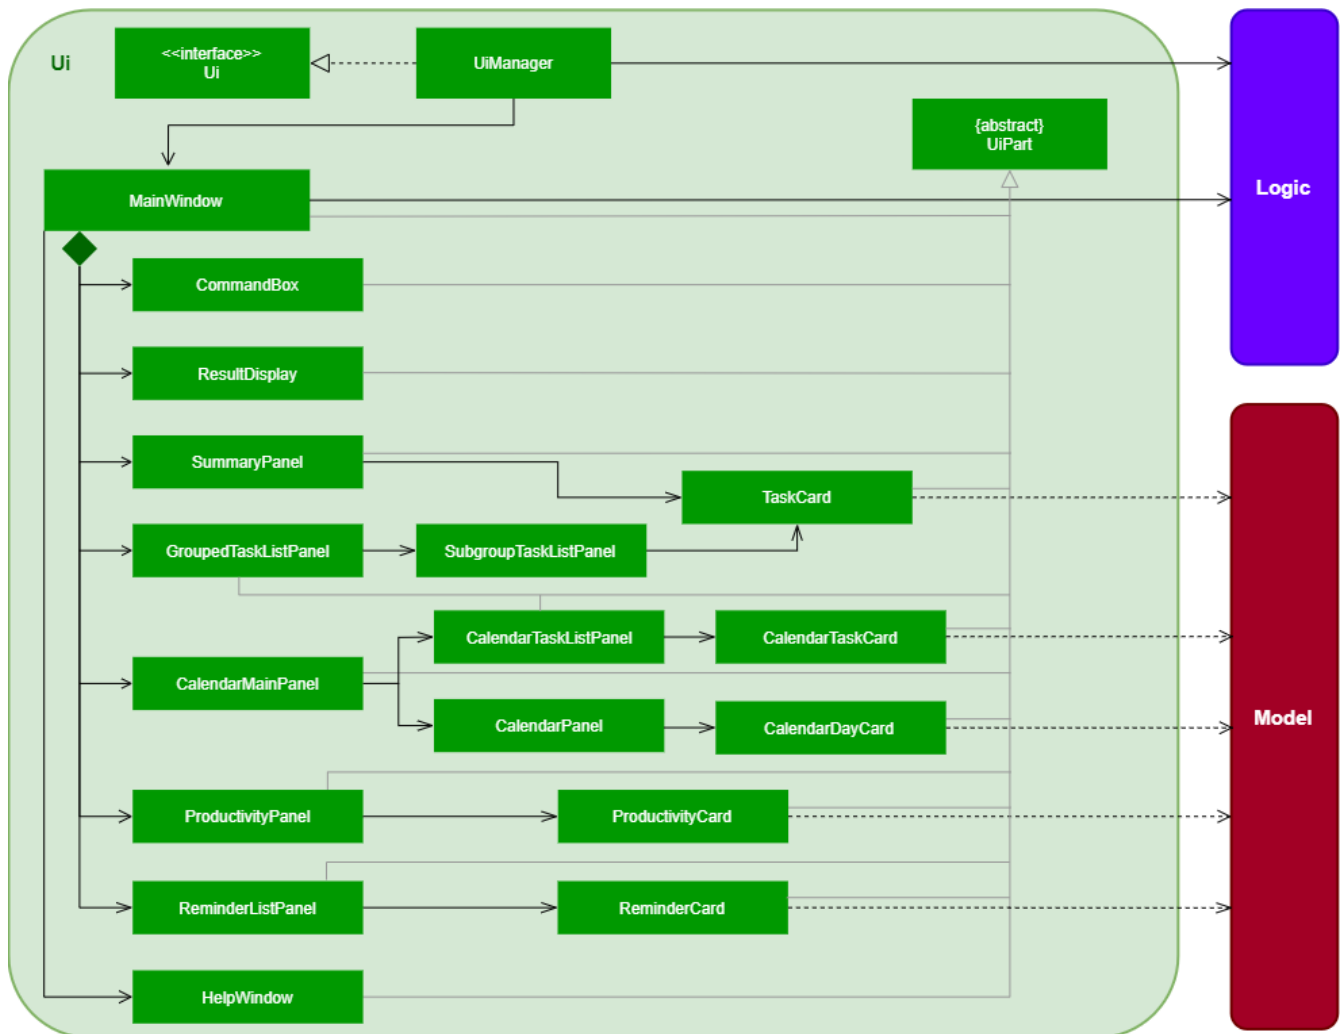 Ui
<<interface>>
Ui
UiManager
{abstract}
UiPart
Logic
MainWindow
CommandBox
ResultDisplay
SummaryPanel
TaskCard
GroupedTaskListPanel
SubgroupTaskListPanel
CalendarTaskListPanel
CalendarTaskCard
CalendarMainPanel
CalendarPanel
CalendarDayCard
Model
ProductivityPanel
ProductivityCard
ReminderListPanel
ReminderCard
HelpWindow